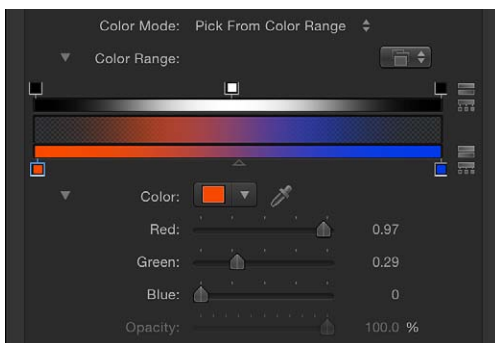 Color Mode: Pick From Color Range
Color Range:
Color:
Red: 0.97
Green: 0.29
Blue: 0
Opacity: 100.0 %